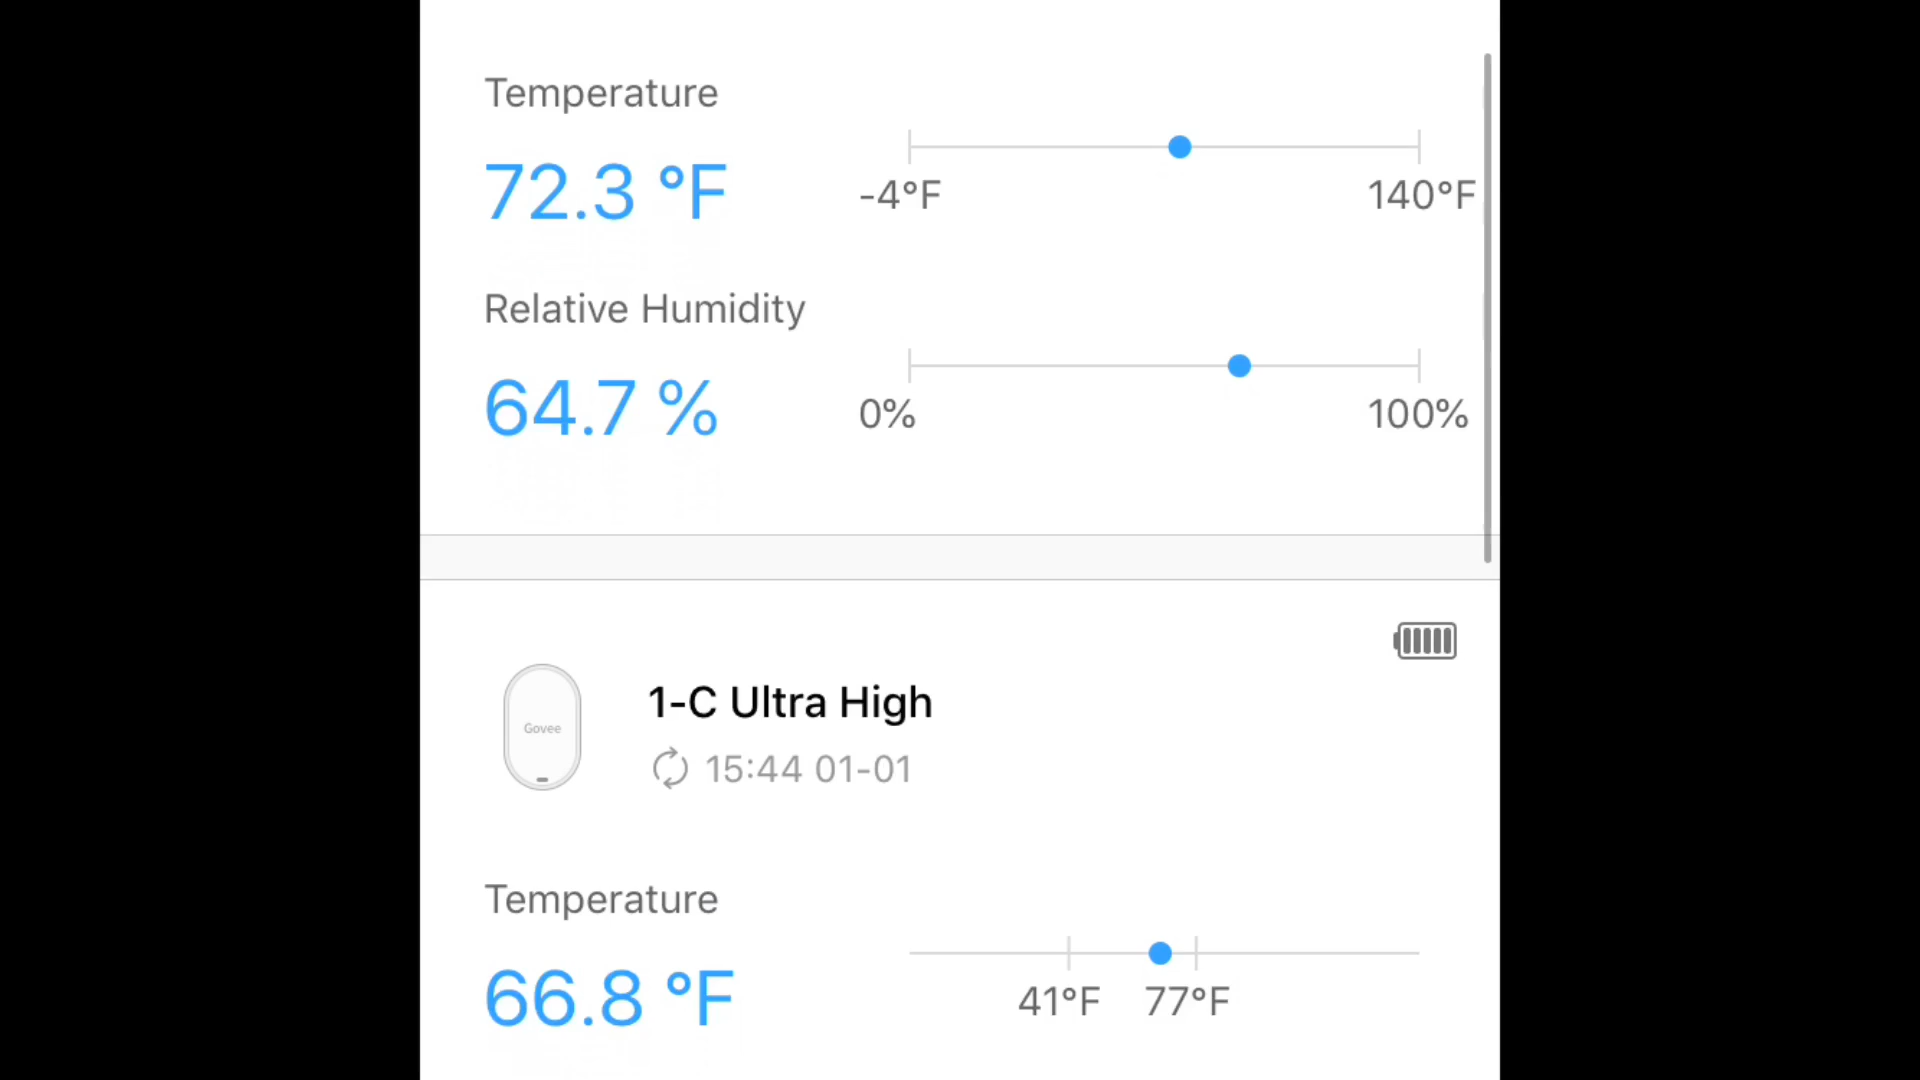 Temperature
72.3 °F
-4°F
140°F
Relative Humidity
64.7 %
0%
100%
Govee
1-C Ultra High
15:44 01-01
Temperature
66.8 °F
41°F
77°F